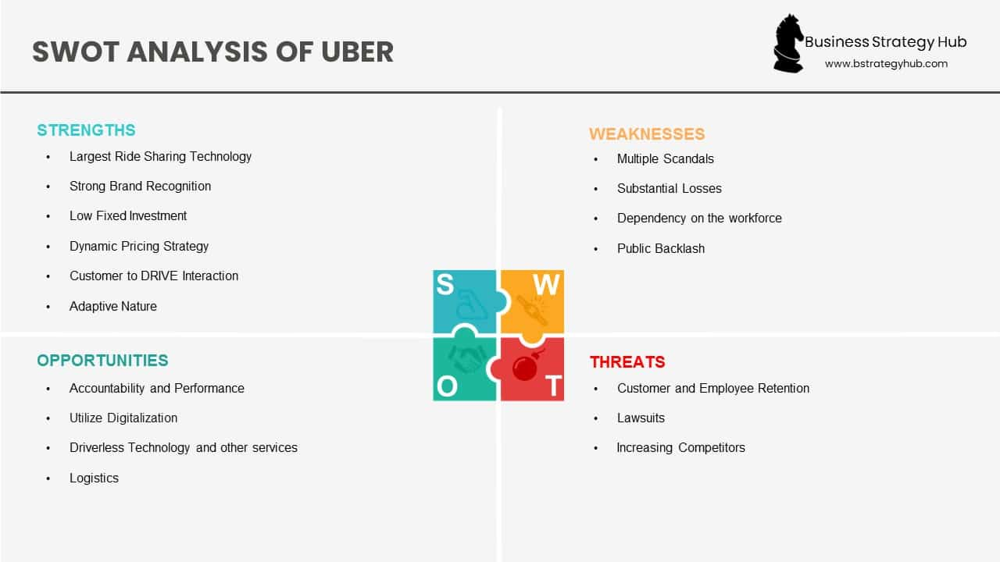 SWOT ANALYSIS OF UBER
Business Strategy Hub
www.bstrategyhub.com
STRENGTHS
• Largest Ride Sharing Technology
• Strong Brand Recognition
• Low Fixed Investment
• Dynamic Pricing Strategy
• Customer to DRIVE Interaction
• Adaptive Nature
WEAKNESSES
• Multiple Scandals
• Substantial Losses
• Dependency on the workforce
• Public Backlash
S
W
O
T
OPPORTUNITIES
• Accountability and Performance
• Utilize Digitalization
• Driverless Technology and other services
• Logistics
THREATS
• Customer and Employee Retention
• Lawsuits
• Increasing Competitors